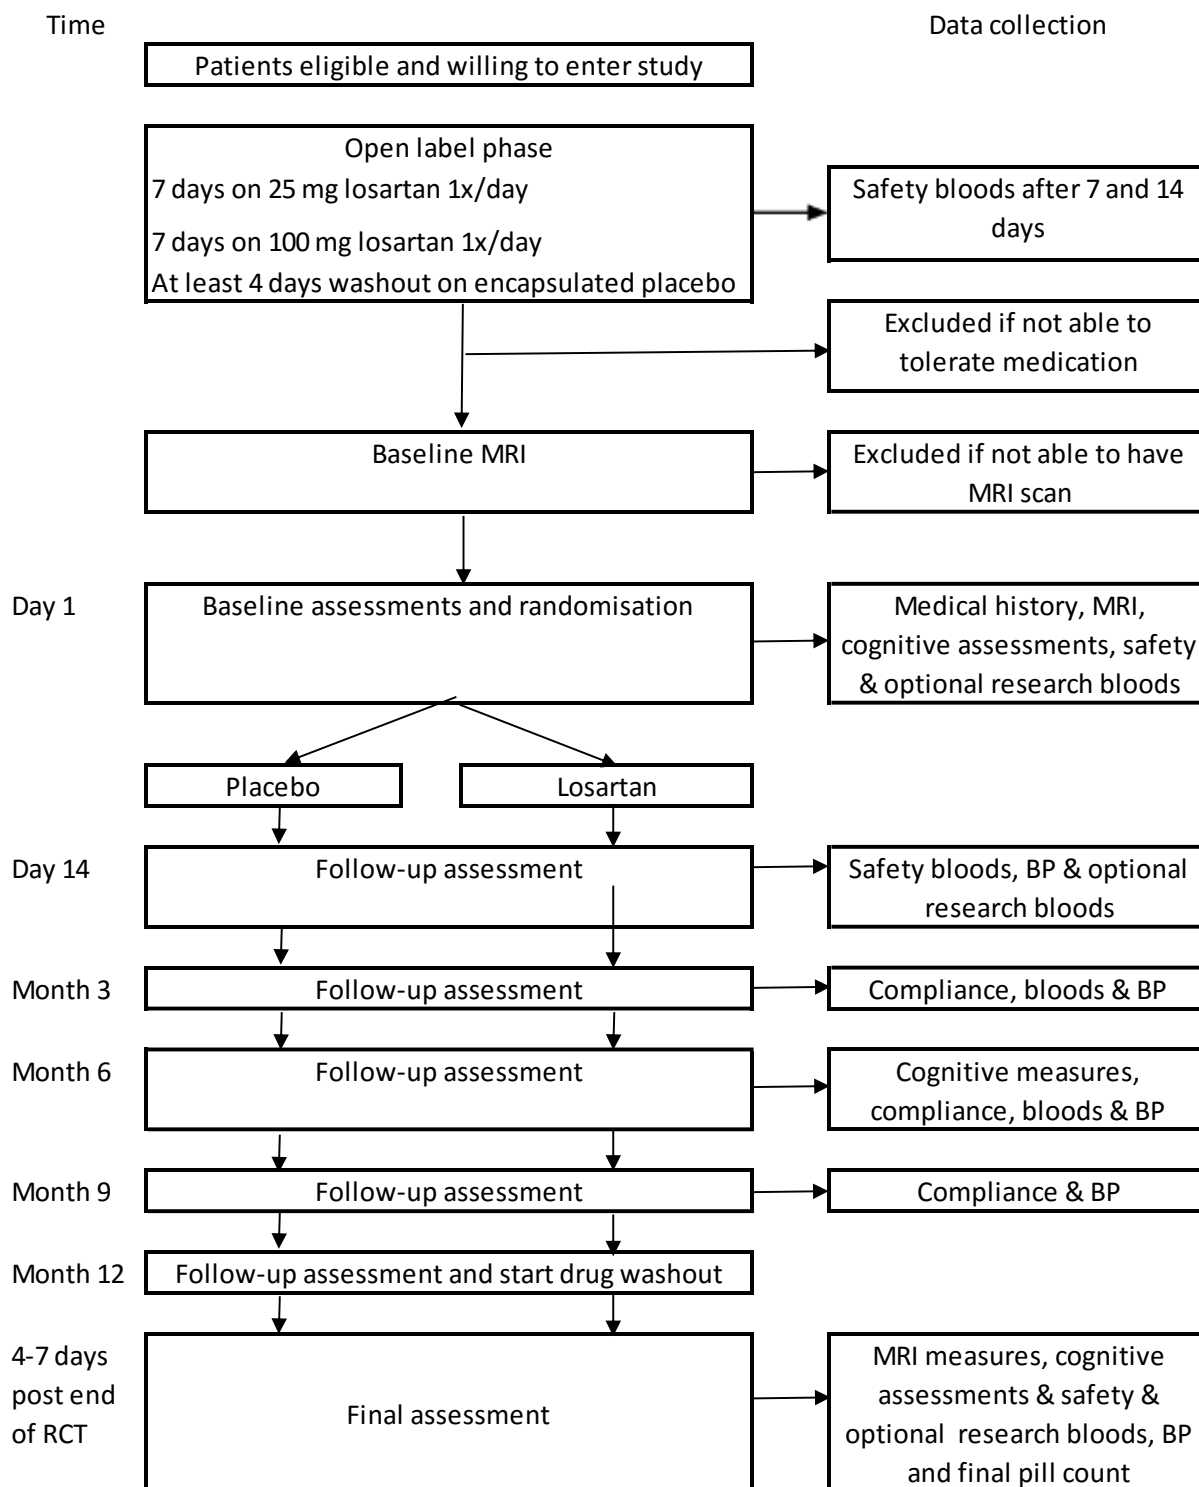 Time
Data collection
Patients eligible and willing to enter study
Open label phase
7 days on 25 mg losartan 1x/day
7 days on 100 mg losartan 1x/day
At least 4 days washout on encapsulated placebo
Safety bloods after 7 and 14
days
Excluded if not able to
tolerate medication
Baseline MRI
Excluded if not able to have
MRI scan
Day 1
Baseline assessments and randomisation
Medical history, MRI,
cognitive assessments, safety
& optional research bloods
Placebo
Losartan
Day 14
Follow-up assessment
Safety bloods, BP & optional
research bloods
Month 3
Follow-up assessment
Compliance, bloods & BP
Month 6
Follow-up assessment
Cognitive measures,
compliance, bloods & BP
Month 9
Follow-up assessment
Compliance & BP
Month 12
Follow-up assessment and start drug washout
4-7 days
post end
of RCT
Final assessment
MRI measures, cognitive
assessments & safety &
optional research bloods, BP
and final pill count